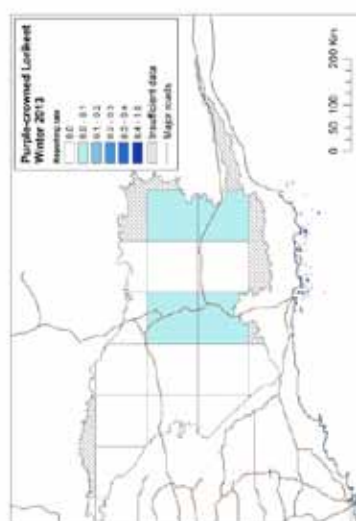 Purple-crowned Lorikeet
Winter 2013
Reporting rate
0.0
0.0 - 0.1
0.1 - 0.2
0.2 - 0.3
0.3 - 0.4
0.4 - 1.0
Insufficient data
Major roads
0 50 100 200 Km